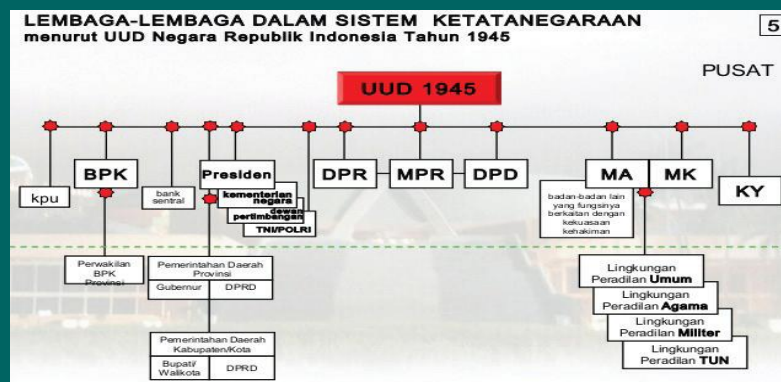 LEMBAGA-LEMBAGA DALAM SISTEM KETATANEGARAAN
menurut UUD Negara Republik Indonesia Tahun 1945
5
PUSAT
UUD 1945
kpu
BPK
bank
sentral
Presiden
kementerian
negara
dewan
pertimbangan
TNI/POLRI
DPR
MPR
DPD
MA
MK
KY
badan-badan lain
yang fungsinya
berkaitan dengan
kekuasaan
kehakiman
Perwakilan
BPK
Provinsi
Pemerintahan Daerah
Provinsi
Gubernur
DPRD
Pemerintahan Daerah
Kabupaten/Kota
Bupati/
Walikota
DPRD
Lingkungan
Peradilan Umum
Lingkungan
Peradilan Agama
Lingkungan
Peradilan Militer
Lingkungan
Peradilan TUN